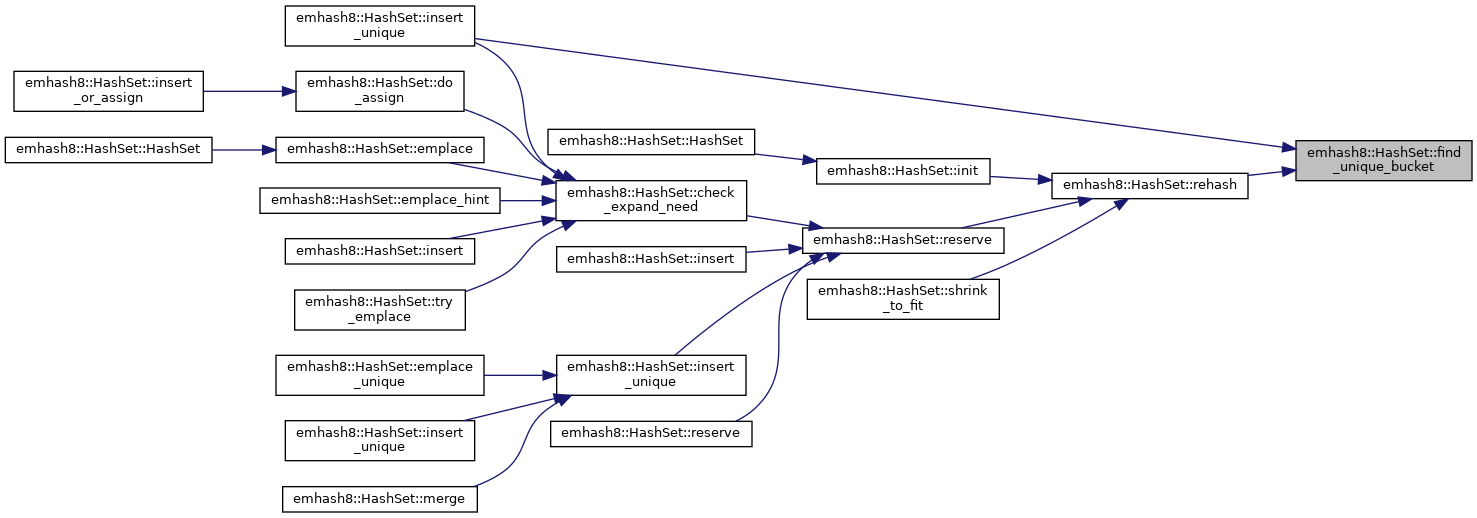 emhash8::HashSet::insert
_unique
emhash8::HashSet::insert
_or_assign
emhash8::HashSet::do
_assign
emhash8::HashSet::HashSet
emhash8::HashSet::emplace
emhash8::HashSet::HashSet
emhash8::HashSet::find
_unique_bucket
emhash8::HashSet::init
emhash8::HashSet::rehash
emhash8::HashSet::emplace_hint
emhash8::HashSet::check
_expand_need
emhash8::HashSet::insert
emhash8::HashSet::insert
emhash8::HashSet::reserve
emhash8::HashSet::try
_emplace
emhash8::HashSet::shrink
_to_fit
emhash8::HashSet::emplace
_unique
emhash8::HashSet::insert
_unique
emhash8::HashSet::insert
_unique
emhash8::HashSet::reserve
emhash8::HashSet::merge